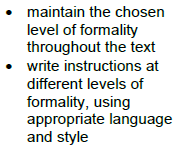 • maintain the chosen
level of formality
throughout the text
• write instructions at
different levels of
formality, using
appropriate language
and style